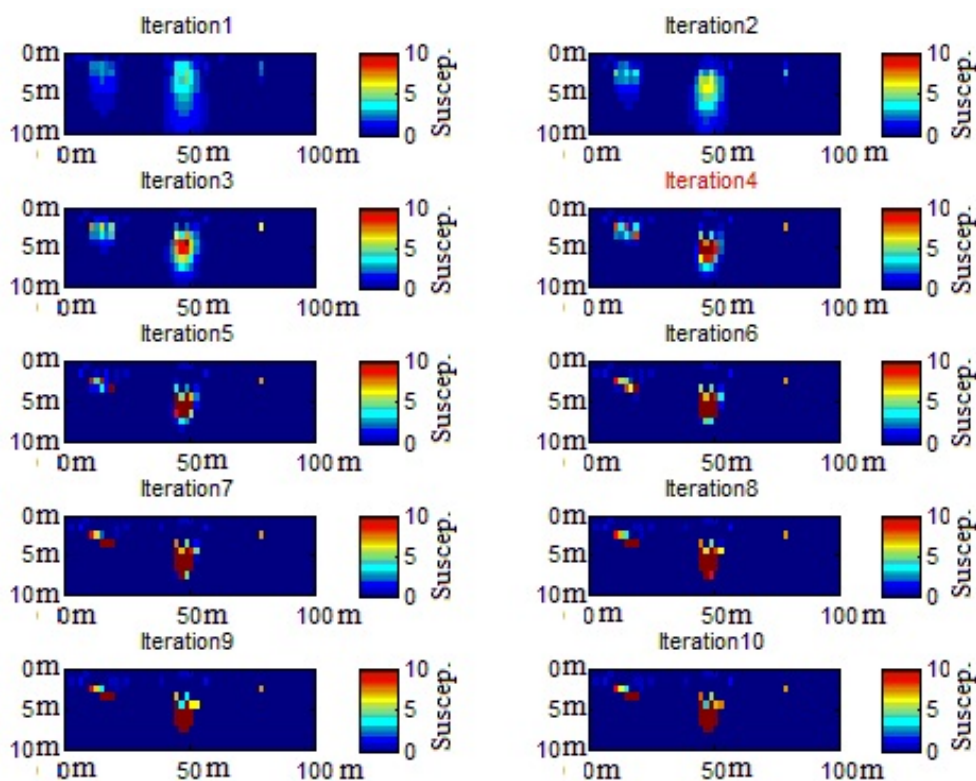 Iteration1 Iteration2
0m 10 0m 10
5m 5 Suscep. 5m 5 Suscep.
10m 0 10m 0
0m 50m 100m 0m 50m 100m
Iteration3 Iteration4
0m 10 0m 10
5m 5 Suscep. 5m 5 Suscep.
10m 0 10m 0
0m 50m 100m 0m 50m 100m
Iteration5 Iteration6
0m 10 0m 10
5m 5 Suscep. 5m 5 Suscep.
10m 0 10m 0
0m 50m 100m 0m 50m 100m
Iteration7 Iteration8
0m 10 0m 10
5m 5 Suscep. 5m 5 Suscep.
10m 0 10m 0
0m 50m 100m 0m 50m 100m
Iteration9 Iteration10
0m 10 0m 10
5m 5 Suscep. 5m 5 Suscep.
10m 0 10m 0
0m 50m 100m 0m 50m 100m